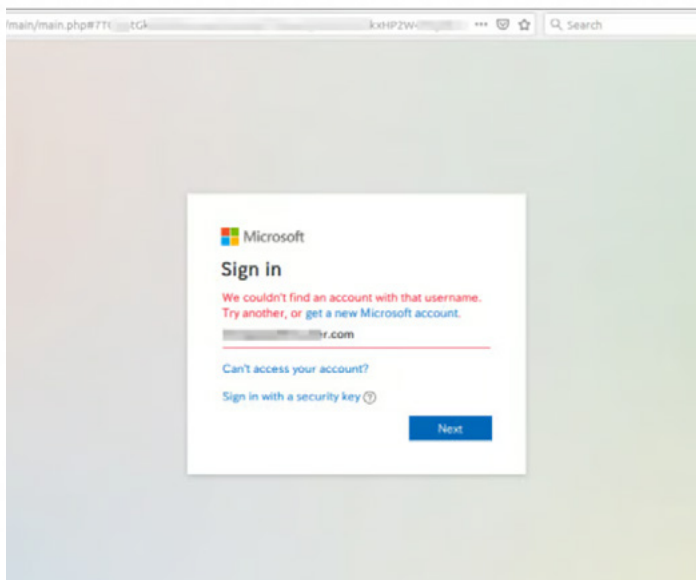 /main/main.php#7T
Search
Microsoft
Sign in
We couldn't find an account with that username.
Try another, or get a new Microsoft account.
r.com
Can't access your account?
Sign in with a security key
Next